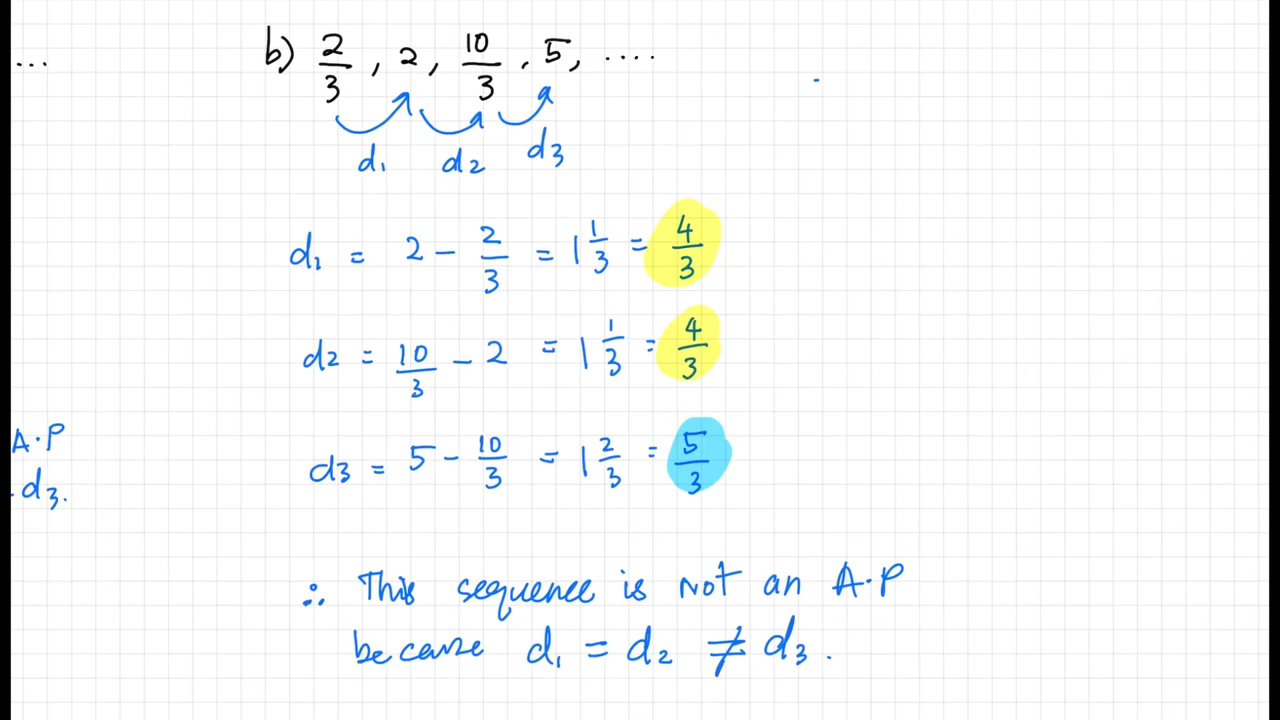 ...
b) 2/3, 2, 10/3, 5, ....
d1 d2 d3
d1 = 2 - 2/3 = 1 1/3 = 4/3
d2 = 10/3 - 2 = 1 1/3 = 4/3
A.P
d3 = 5 - 10/3 = 1 2/3 = 5/3
d3.
∴ This sequence is not an A.P
because d1 = d2 ≠ d3.